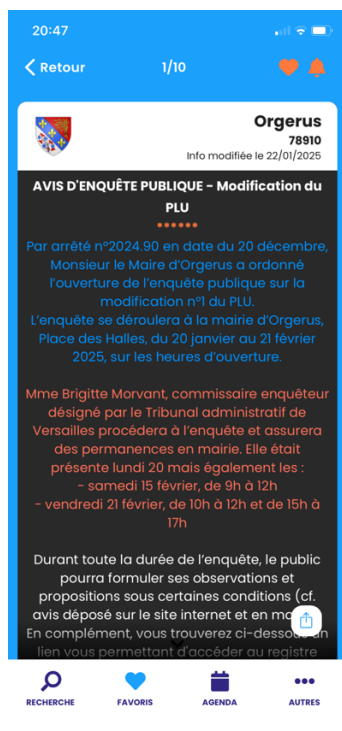 20:47
Retour 1/10
Orgerus
78910
Info modifiée le 22/01/2025
AVIS D'ENQUÊTE PUBLIQUE - Modification du
PLU
Par arrêté n°2024.90 en date du 20 décembre,
Monsieur le Maire d'Orgerus a ordonné
l'ouverture de l'enquête publique sur la
modification n°1 du PLU.
L'enquête se déroulera à la mairie d'Orgerus,
Place des Halles, du 20 janvier au 21 février
2025, sur les heures d'ouverture.
Mme Brigitte Morvant, commissaire enquêteur
désigné par le Tribunal administratif de
Versailles procédera à l'enquête et assurera
des permanences en mairie. Elle était
présente lundi 20 mais également les :
- samedi 15 février, de 9h à 12h
- vendredi 21 février, de 10h à 12h et de 15h à
17h
Durant toute la durée de l'enquête, le public
pourra formuler ses observations et
propositions sous certaines conditions (cf.
avis déposé sur le site internet et en
En complément, vous trouverez un
lien vous permettant d'accéder au registre
RECHERCHE FAVORIS AGENDA AUTRES